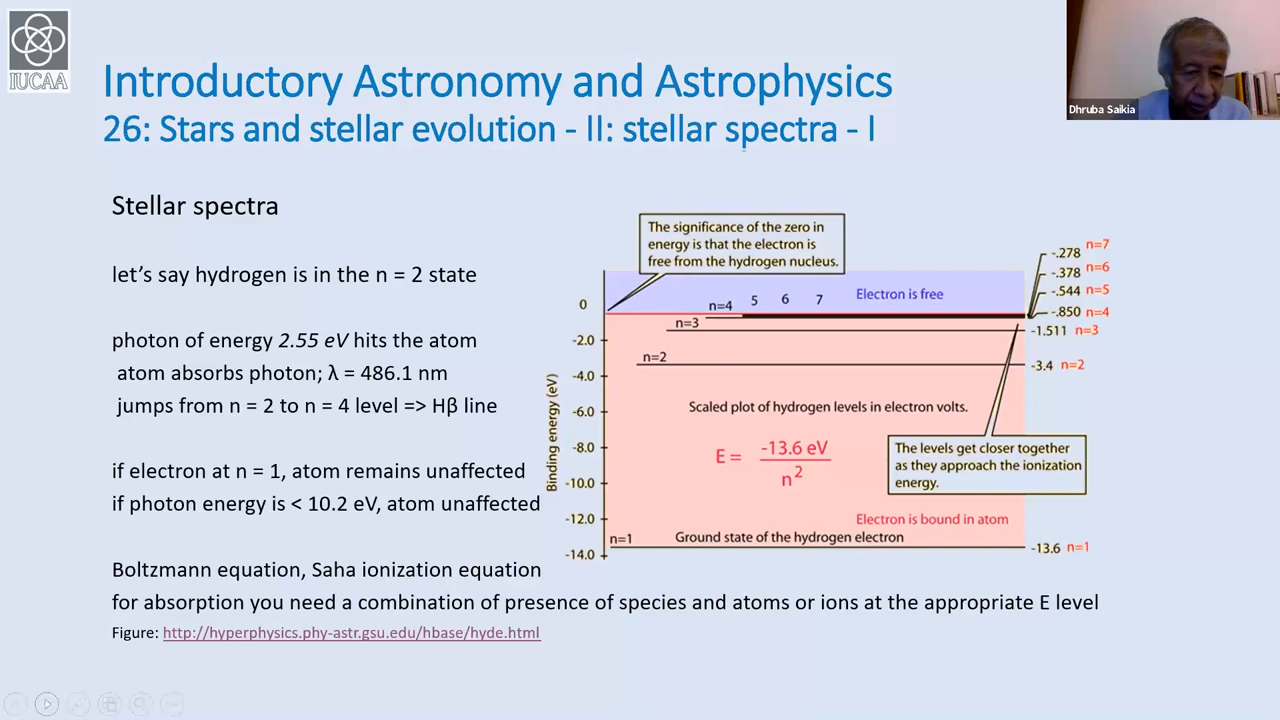 IUCAA
Introductory Astronomy and Astrophysics
26: Stars and stellar evolution - II: stellar spectra - I
Dhruba Saikia
Stellar spectra
let’s say hydrogen is in the n = 2 state
photon of energy 2.55 eV hits the atom
atom absorbs photon; λ = 486.1 nm
jumps from n = 2 to n = 4 level => Hβ line
if electron at n = 1, atom remains unaffected
if photon energy is < 10.2 eV, atom unaffected
Boltzmann equation, Saha ionization equation
for absorption you need a combination of presence of species and atoms or ions at the appropriate E level
Figure: http://hyperphysics.phy-astr.gsu.edu/hbase/hyde.html
The significance of the zero in
energy is that the electron is
free from the hydrogen nucleus.
Electron is free
n=4 5 6 7
n=3
n=2
Scaled plot of hydrogen levels in electron volts.
E = -13.6 eV
n2
The levels get closer together
as they approach the ionization
energy.
Electron is bound in atom
n=1 Ground state of the hydrogen electron
Binding energy (eV)
0
-2.0
-4.0
-6.0
-8.0
-10.0
-12.0
-14.0
-.278 n=7
-.378 n=6
-.544 n=5
-.850 n=4
-1.511 n=3
-3.4 n=2
-13.6 n=1